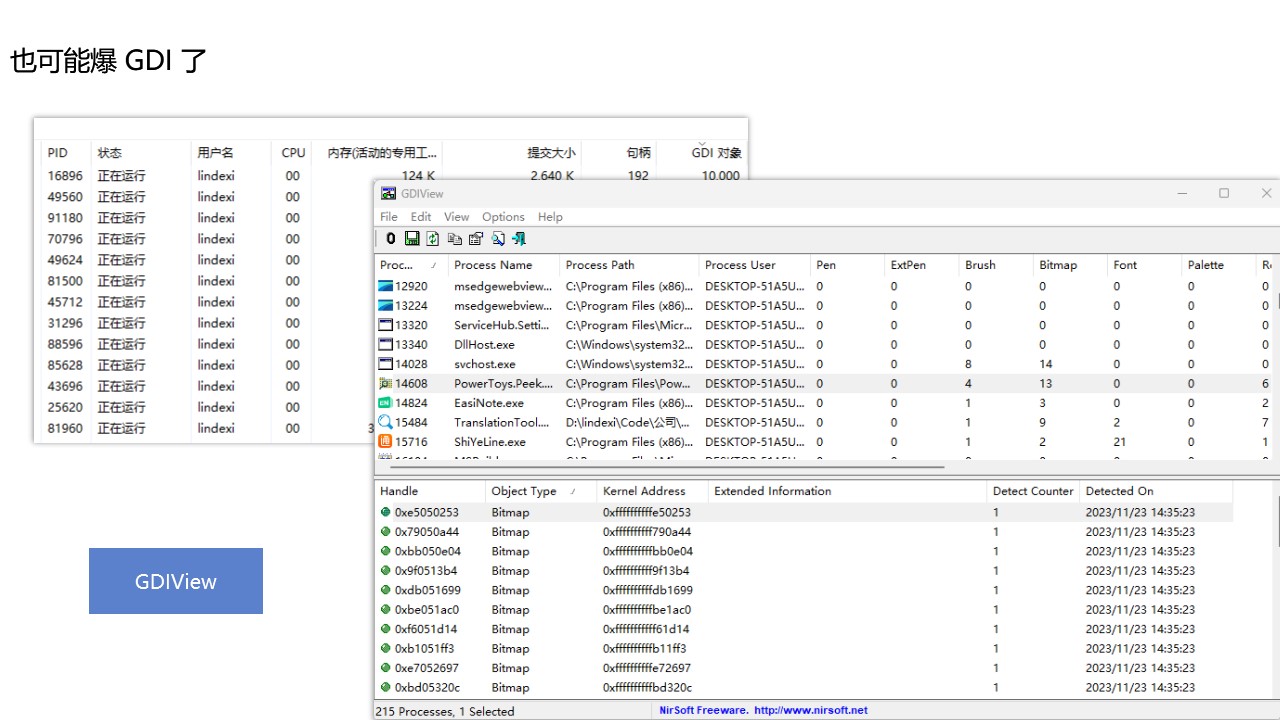 也可能爆 GDI 了
PID 状态 用户名 CPU 内存(活动的专用工... 提交大小 句柄 GDI 对象
16896 正在运行 lindexi 00 124 K 2,640 K 192 10,000
49560 正在运行 lindexi 00
91180 正在运行 lindexi 00
70796 正在运行 lindexi 00
49624 正在运行 lindexi 00
81500 正在运行 lindexi 00
45712 正在运行 lindexi 00
31296 正在运行 lindexi 00
88596 正在运行 lindexi 00
85628 正在运行 lindexi 00
43696 正在运行 lindexi 00
25620 正在运行 lindexi 00
81960 正在运行 lindexi 00 3
GDIView
File Edit View Options Help
0
Proc... Process Name Process Path Process User Pen ExtPen Brush Bitmap Font Palette
12920 msedgewebview... C:\Program Files (x86)... DESKTOP-51A5U... 0 0 0 0 0 0 0
13224 msedgewebview... C:\Program Files (x86)... DESKTOP-51A5U... 0 0 0 0 0 0 0
13320 ServiceHub.Setti... C:\Program Files\Micr... DESKTOP-51A5U... 0 0 0 0 0 0 0
13340 DllHost.exe C:\Windows\system32... DESKTOP-51A5U... 0 0 0 0 0 0 0
14028 svchost.exe C:\Windows\system32... DESKTOP-51A5U... 0 0 8 14 0 0 0
14608 PowerToys.Peek.... C:\Program Files\Pow... DESKTOP-51A5U... 0 0 4 13 0 0 6
14824 EasiNote.exe C:\Program Files (x86)... DESKTOP-51A5U... 0 0 1 3 0 0 2
15484 TranslationTool.... D:\lindexi\Code\公司\... DESKTOP-51A5U... 0 0 1 9 2 0 7
15716 ShiYeLine.exe C:\Program Files (x86)... DESKTOP-51A5U... 0 0 1 2 21 0 1
Handle Object Type Kernel Address Extended Information Detect Counter Detected On
0xe5050253 Bitmap 0xffffffffffe50253 1 2023/11/23 14:35:23
0x79050a44 Bitmap 0xffffffffff790a44 1 2023/11/23 14:35:23
0xbb050e04 Bitmap 0xffffffffffbb0e04 1 2023/11/23 14:35:23
0x9f0513b4 Bitmap 0xffffffffff9f13b4 1 2023/11/23 14:35:23
0xdb051699 Bitmap 0xffffffffffdb1699 1 2023/11/23 14:35:23
0xbe051ac0 Bitmap 0xffffffffffbe1ac0 1 2023/11/23 14:35:23
0xf6051d14 Bitmap 0xfffffffffff61d14 1 2023/11/23 14:35:23
0xb1051ff3 Bitmap 0xffffffffffb11ff3 1 2023/11/23 14:35:23
0xe7052697 Bitmap 0xffffffffffe72697 1 2023/11/23 14:35:23
0xbd05320c Bitmap 0xffffffffffbd320c 1 2023/11/23 14:35:23
215 Processes, 1 Selected NirSoft Freeware. http://www.nirsoft.net
GDIView